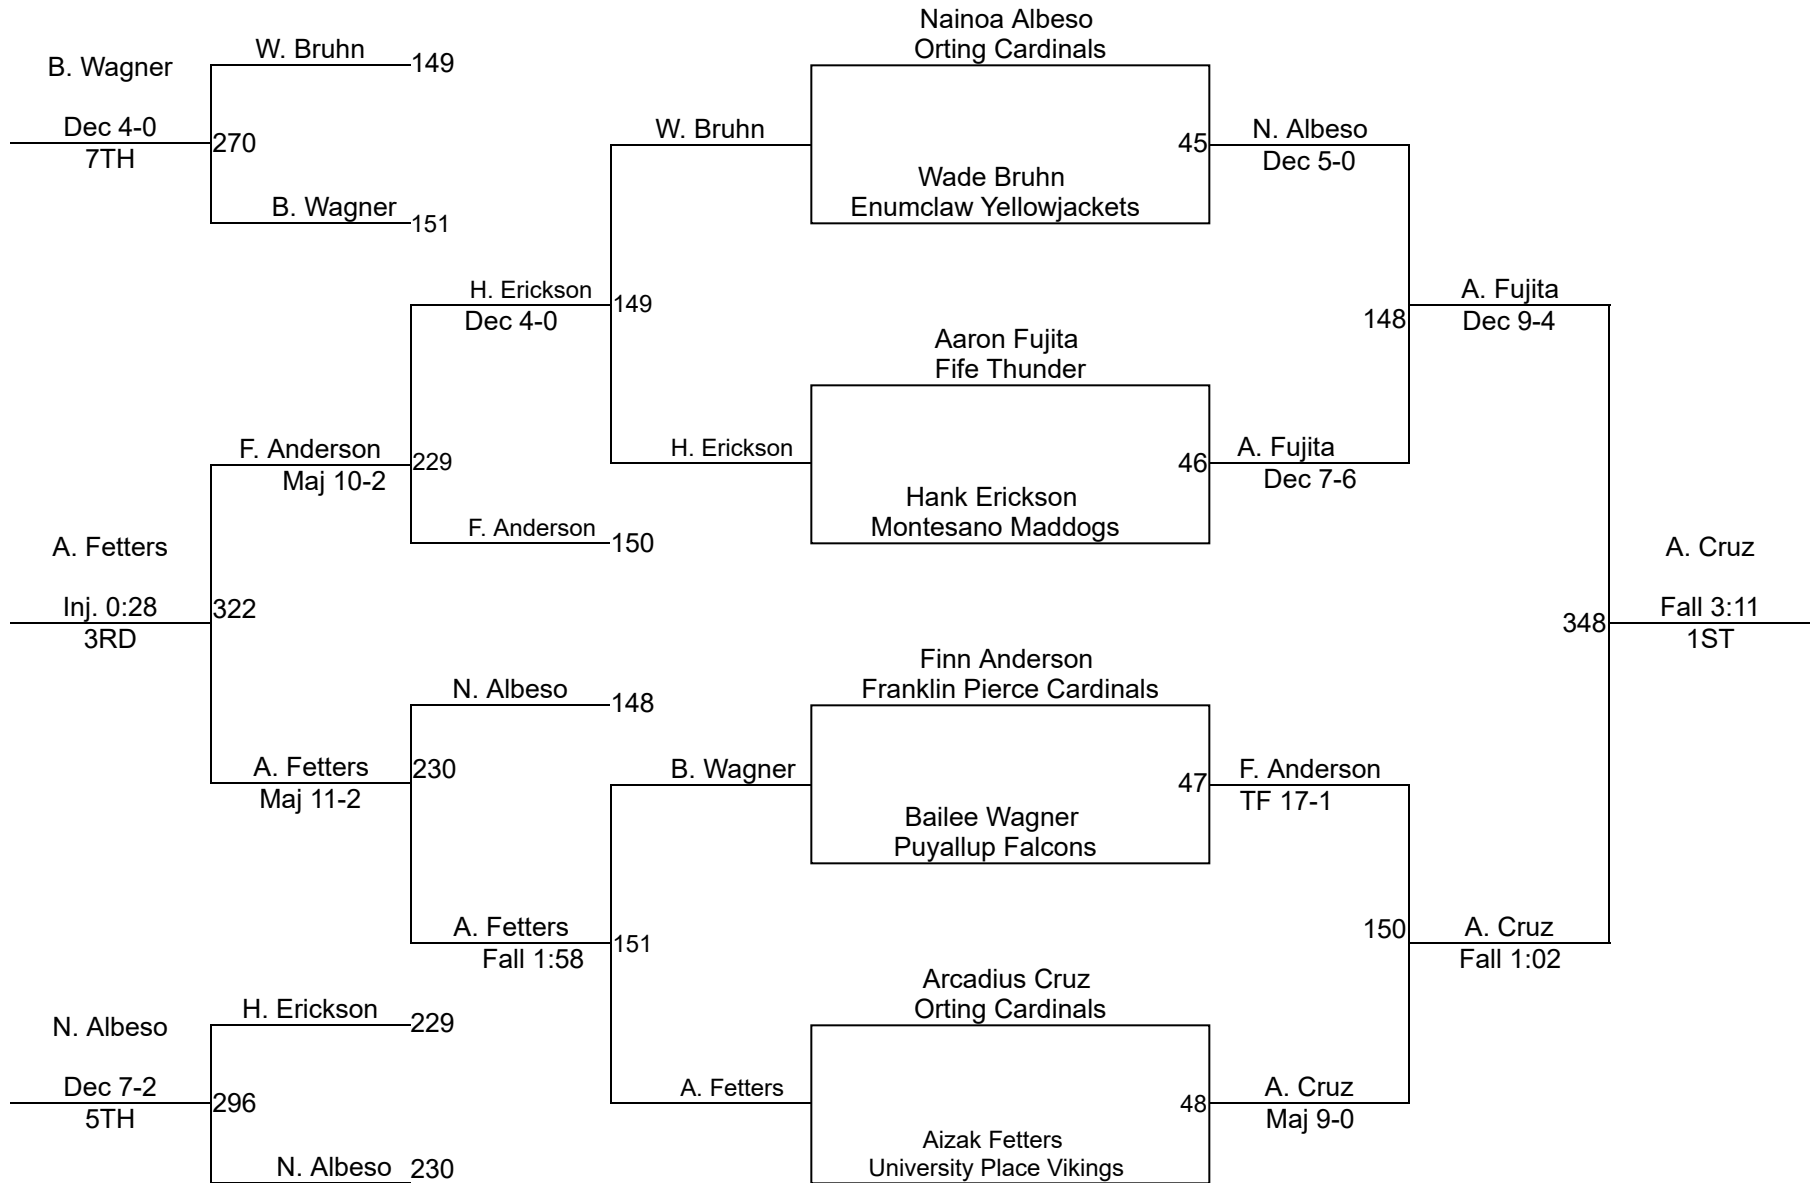 Nainoa Albeso
Orting Cardinals
B. Wagner
W. Bruhn
149
Dec 4-0
7TH
270
W. Bruhn
45
N. Albeso
Dec 5-0
Wade Bruhn
Enumclaw Yellowjackets
B. Wagner
151
H. Erickson
Dec 4-0
149
148
A. Fujita
Dec 9-4
Aaron Fujita
Fife Thunder
F. Anderson
Maj 10-2
229
H. Erickson
46
A. Fujita
Dec 7-6
Hank Erickson
Montesano Maddogs
F. Anderson
150
A. Fetters
Inj. 0:28
3RD
322
A. Cruz
Fall 3:11
1ST
348
Finn Anderson
Franklin Pierce Cardinals
N. Albeso
148
A. Fetters
Maj 11-2
230
B. Wagner
47
F. Anderson
TF 17-1
Bailee Wagner
Puyallup Falcons
A. Fetters
Fall 1:58
151
150
A. Cruz
Fall 1:02
Arcadius Cruz
Orting Cardinals
N. Albeso
H. Erickson
229
Dec 7-2
5TH
296
A. Fetters
48
A. Cruz
Maj 9-0
Aizak Fetters
University Place Vikings
N. Albeso
230